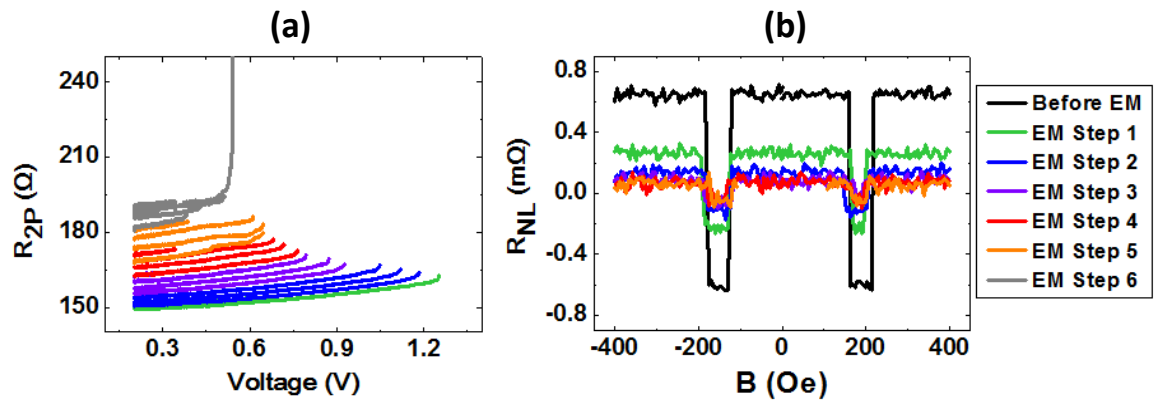 (a)
240
210
180
150
R2P (Ω)
0.3 0.6 0.9 1.2
Voltage (V)
(b)
0.8
0.4
0.0
-0.4
-0.8
RNL (mΩ)
-400 -200 0 200 400
B (Oe)
Before EM
EM Step 1
EM Step 2
EM Step 3
EM Step 4
EM Step 5
EM Step 6